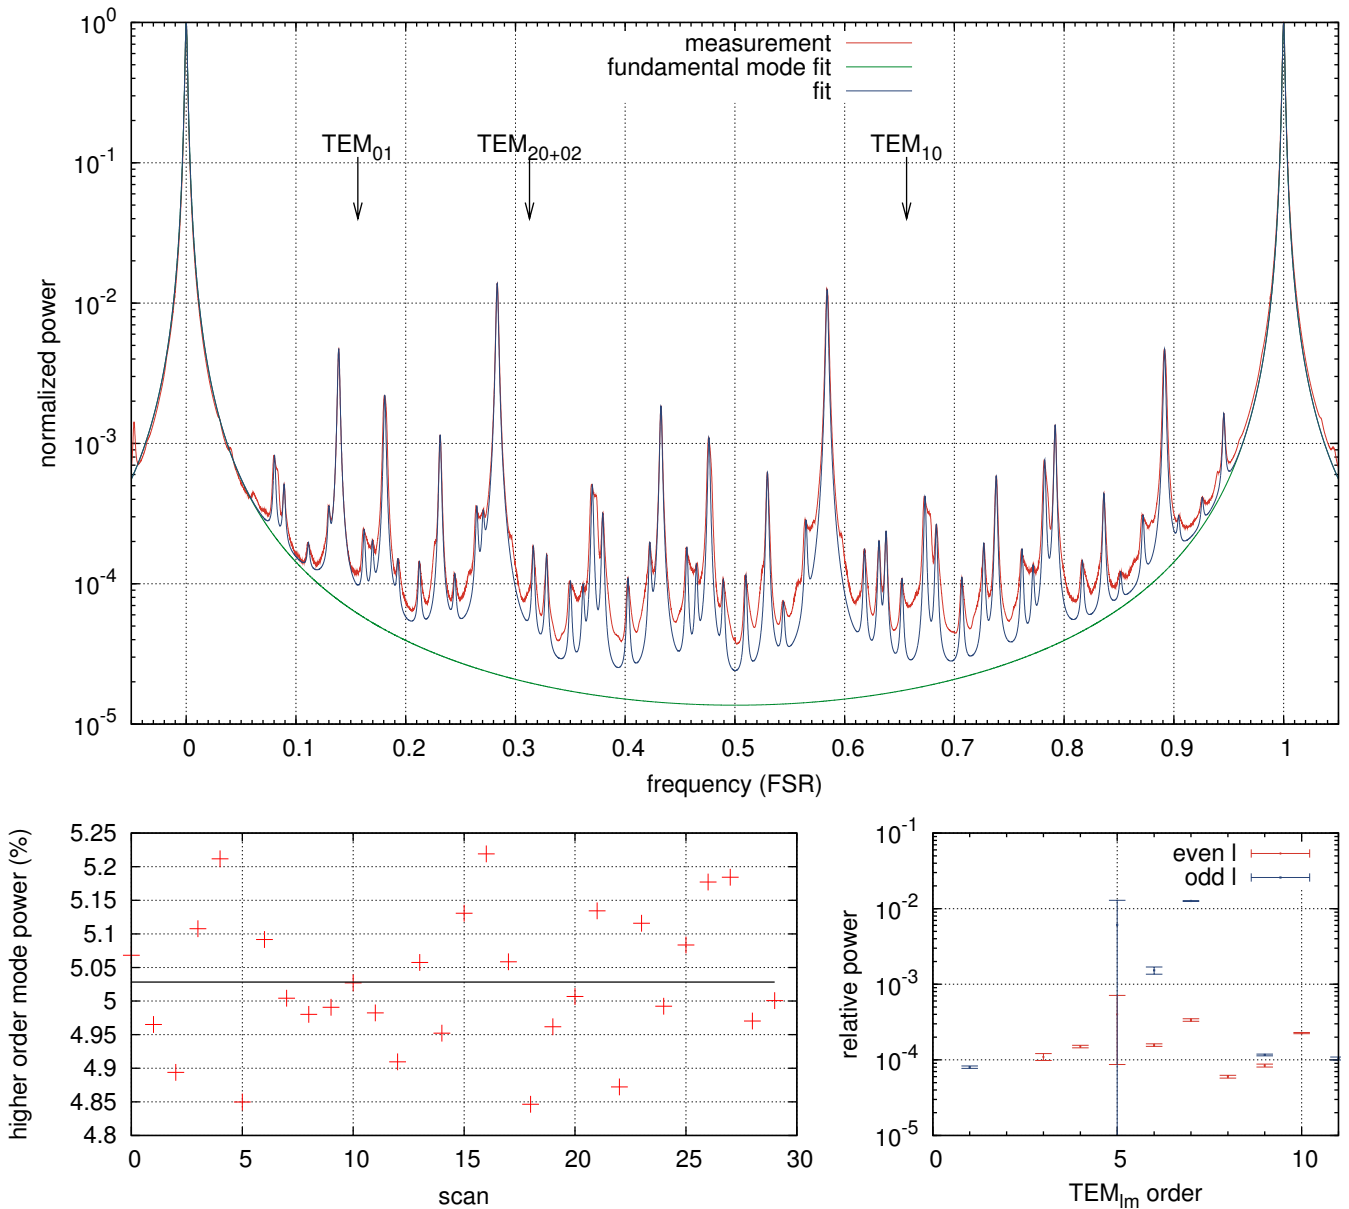 measurement
fundamental mode fit
fit
TEM01
TEM20+02
TEM10
normalized power
10^0
10^-1
10^-2
10^-3
10^-4
10^-5
0 0.1 0.2 0.3 0.4 0.5 0.6 0.7 0.8 0.9 1
frequency (FSR)
higher order mode power (%)
5.25
5.2
5.15
5.1
5.05
5
4.95
4.9
4.85
4.8
0 5 10 15 20 25 30
scan
even l
odd l
relative power
10^-1
10^-2
10^-3
10^-4
10^-5
0 5 10
TEMlm order